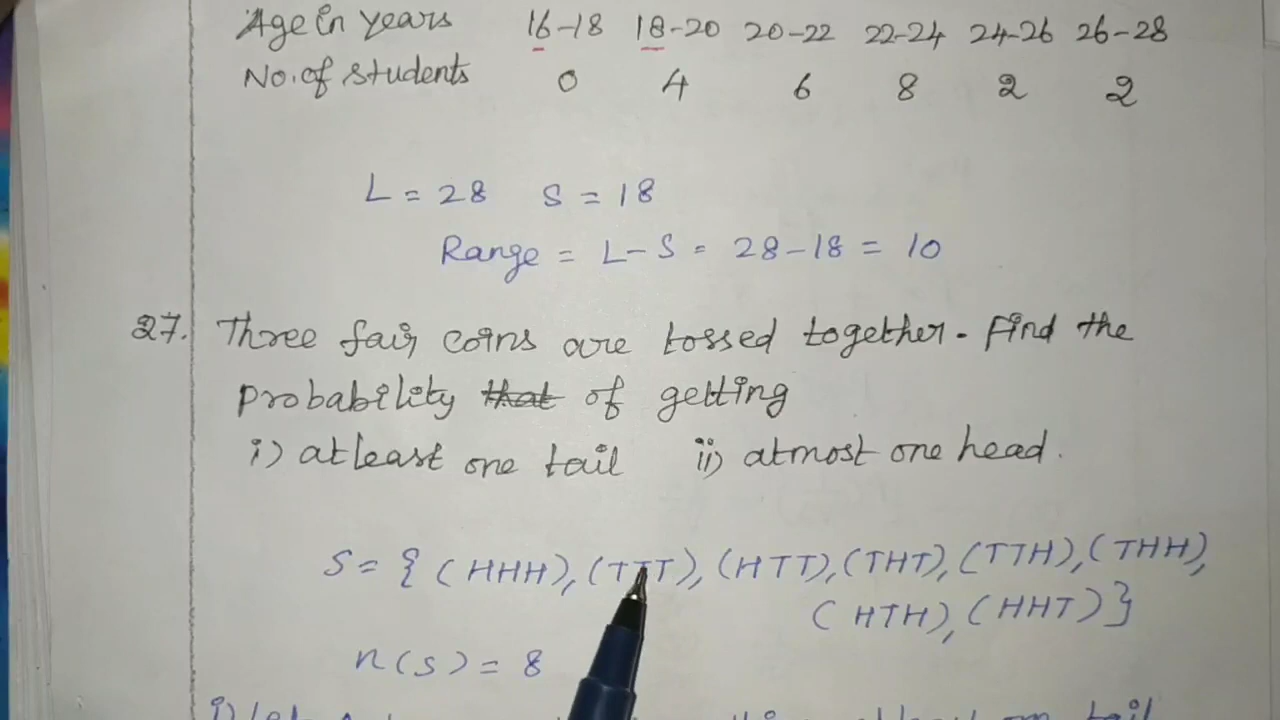 Age in years 16-18 18-20 20-22 22-24 24-26 26-28
No. of students 0 4 6 8 2 2
L = 28 S = 18
Range = L - S = 28 - 18 = 10
27. Three fair coins are tossed together. Find the
probability that of getting
i) atleast one tail ii) atmost one head.
S = { (HHH), (TTT), (HTT), (THT), (TTH), (THH),
(HTH), (HHT) }
n(S) = 8
tail